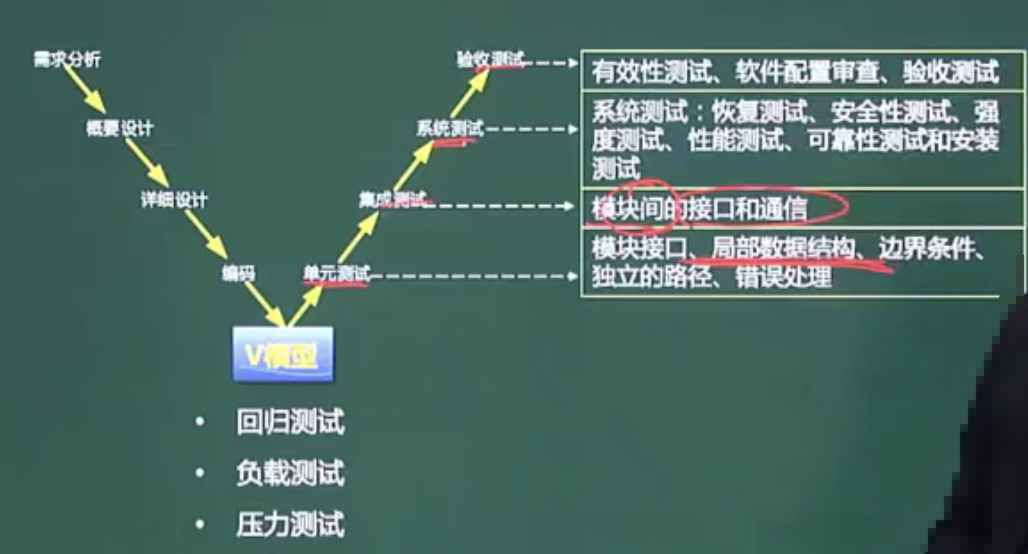 需求分析
概要设计
详细设计
编码
单元测试
集成测试
系统测试
验收测试
有效性测试、软件配置审查、验收测试
系统测试：恢复测试、安全性测试、强
度测试、性能测试、可靠性测试和安装
测试
模块间的接口和通信
模块接口、局部数据结构、边界条件、
独立的路径、错误处理
V模型
• 回归测试
• 负载测试
• 压力测试